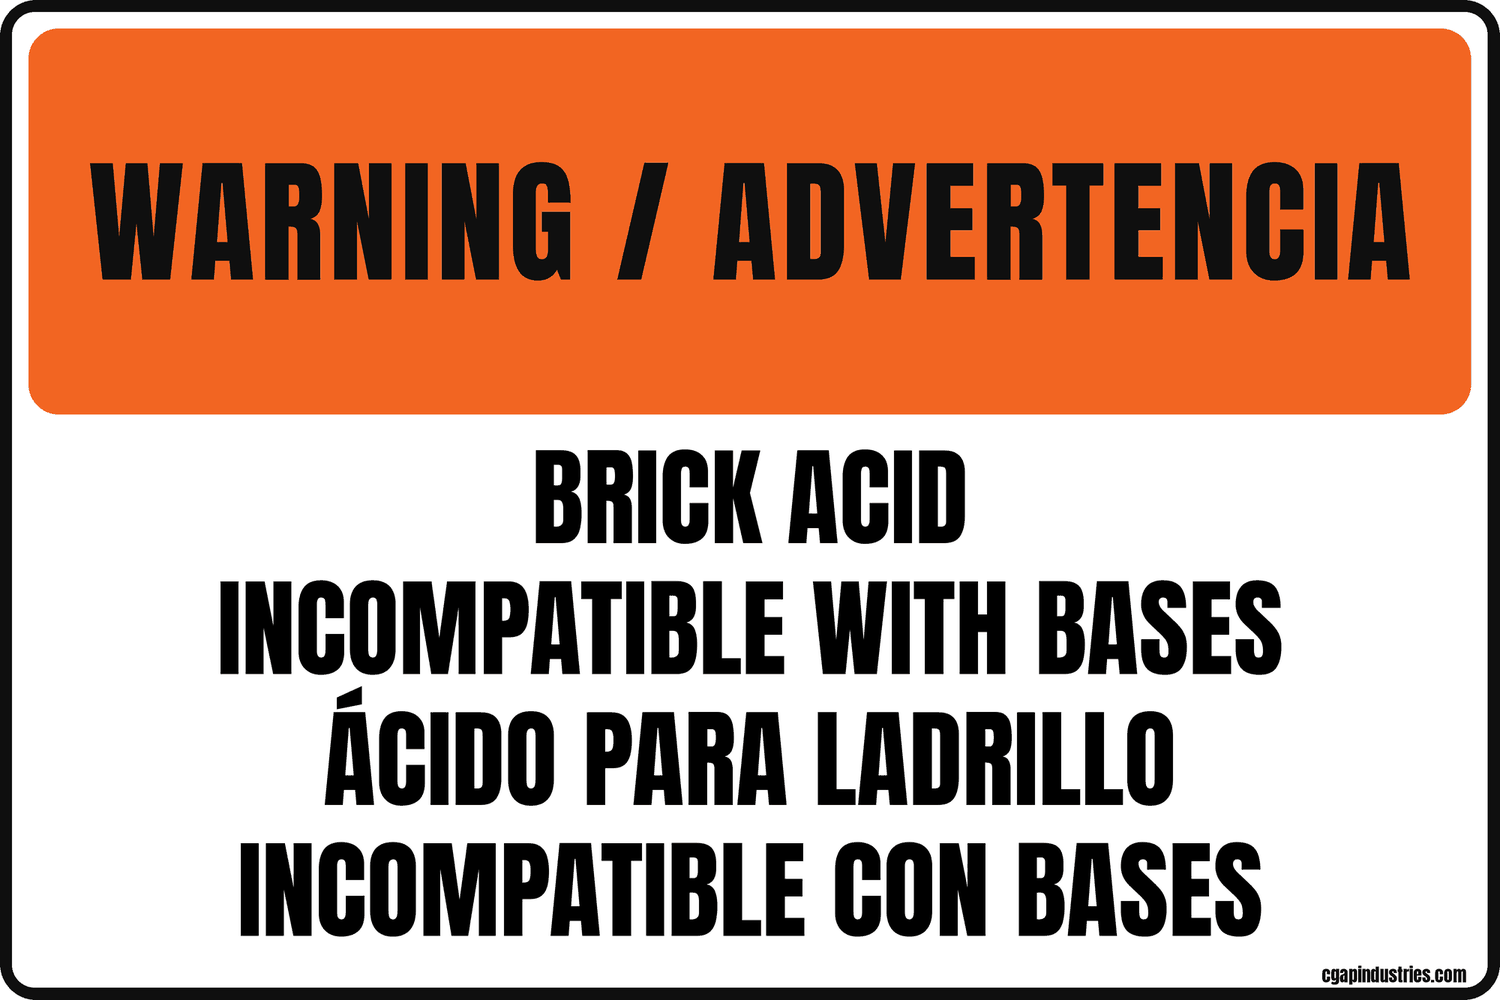 WARNING / ADVERTENCIA
BRICK ACID
INCOMPATIBLE WITH BASES
ÁCIDO PARA LADRILLO
INCOMPATIBLE CON BASES
cgapindustries.com